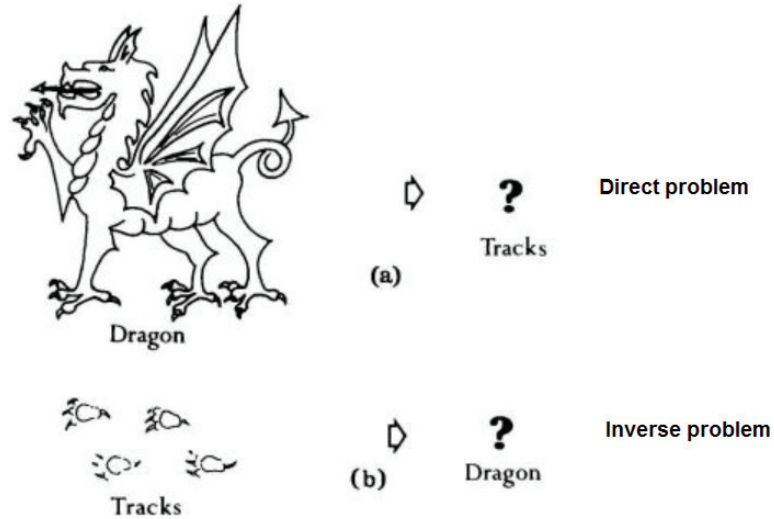 ?
Direct problem
Tracks
(a)
Dragon
?
Inverse problem
Dragon
(b)
Tracks